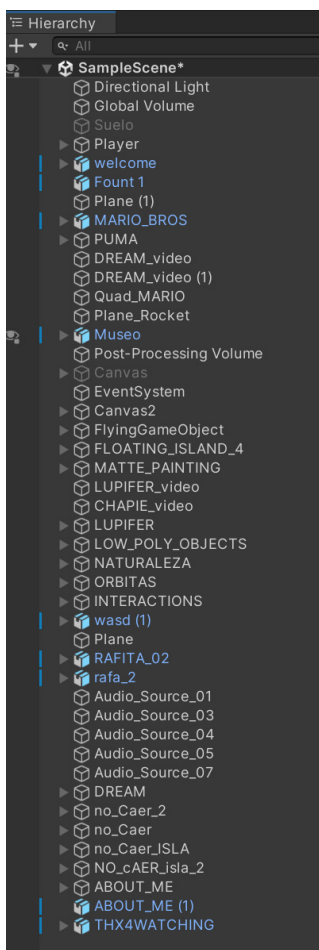 Hierarchy
All
SampleScene*
Directional Light
Global Volume
Suelo
Player
welcome
Fount 1
Plane (1)
MARIO_BROS
PUMA
DREAM_video
DREAM_video (1)
Quad_MARIO
Plane_Rocket
Museo
Post-Processing Volume
Canvas
EventSystem
Canvas2
FlyingGameObject
FLOATING_ISLAND_4
MATTE_PAINTING
LUPIFER_video
CHAPIE_video
LUPIFER
LOW_POLY_OBJECTS
NATURALEZA
ORBITAS
INTERACTIONS
wasd (1)
Plane
RAFITA_02
rafa_2
Audio_Source_01
Audio_Source_03
Audio_Source_04
Audio_Source_05
Audio_Source_07
DREAM
no_Caer_2
no_Caer
no_Caer_ISLA
NO_cAER_isla_2
ABOUT_ME
ABOUT_ME (1)
THX4WATCHING